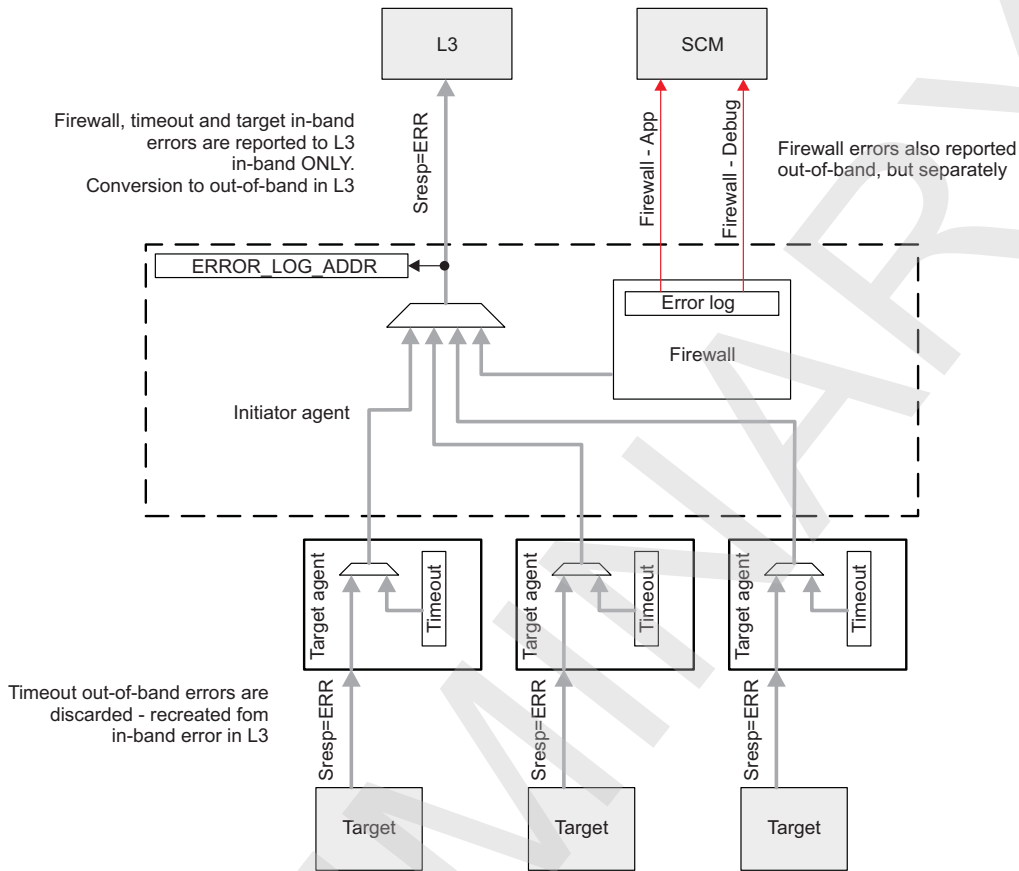 L3
SCM
Firewall, timeout and target in-band
errors are reported to L3
in-band ONLY.
Conversion to out-of-band in L3
Sresp=ERR
Firewall - App
Firewall - Debug
Firewall errors also reported
out-of-band, but separately
ERROR_LOG_ADDR
Error log
Firewall
Initiator agent
Target agent
Timeout
Target agent
Timeout
Target agent
Timeout
Timeout out-of-band errors are
discarded - recreated fom
in-band error in L3
Sresp=ERR
Sresp=ERR
Sresp=ERR
Target
Target
Target